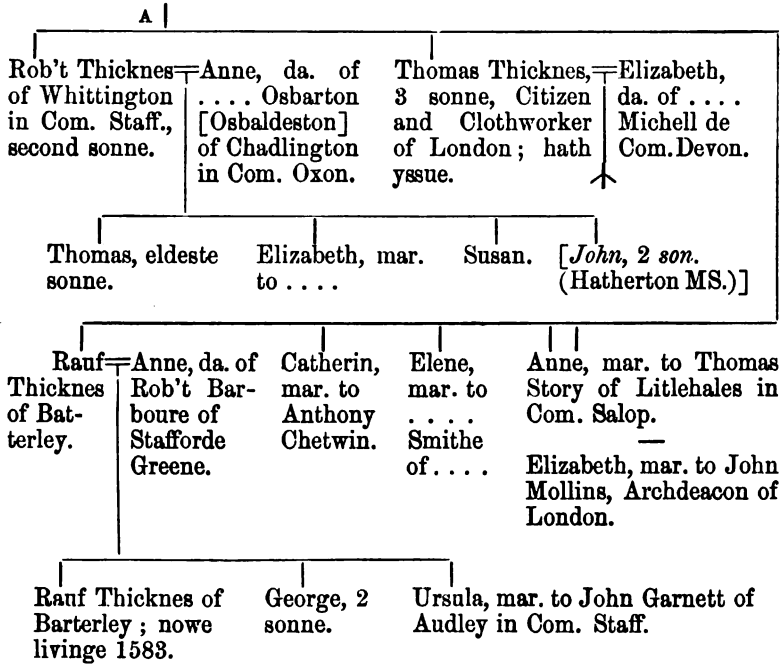 A
Rob't Thicknes
of Whittington
in Com. Staff.,
second sonne.
Anne, da. of
. . . . Osbarton
[Osbaldeston]
of Chadlington
in Com. Oxon.
Thomas Thicknes,
3 sonne, Citizen
and Clothworker
of London; hath
yssue.
Elizabeth,
da. of . . . .
Michell de
Com. Devon.
Thomas, eldeste
sonne.
Elizabeth, mar.
to . . . .
Susan.
[John, 2 son.
(Hatherton MS.)]
Rauf
Thicknes
of Bat-
terley.
Anne, da. of
Rob't Bar-
boure of
Stafforde
Greene.
Catherin,
mar. to
Anthony
Chetwin.
Elene,
mar. to
. . . .
Smithe
of . . . .
Anne, mar. to Thomas
Story of Litlehales in
Com. Salop.
Elizabeth, mar. to John
Mollins, Archdeacon of
London.
Rauf Thicknes of
Barterley; nowe
livinge 1583.
George, 2
sonne.
Ursula, mar. to John Garnett of
Audley in Com. Staff.